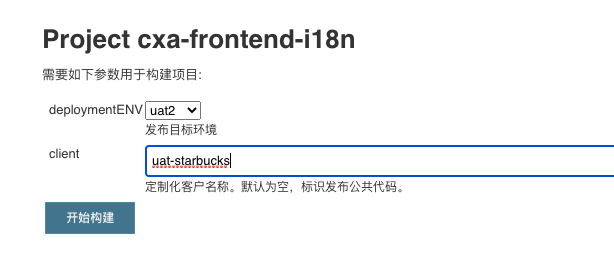 Project cxa-frontend-i18n
需要如下参数用于构建项目:
deploymentENV uat2
发布目标环境
client uat-starbucks
定制化客户名称。默认为空，标识发布公共代码。
开始构建